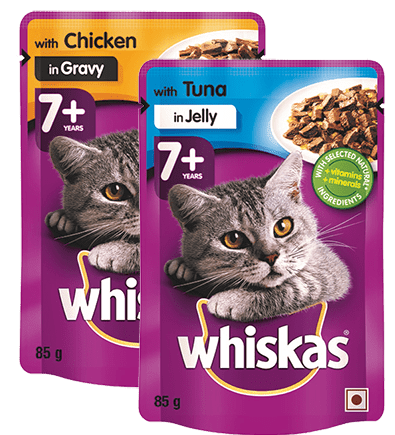 with Chicken
in Gravy
7+
YEARS
whiskas
85 g
with Tuna
in Jelly
7+
YEARS
WITH SELECTED NATURAL*
+vitamins
+minerals
INGREDIENTS
whiskas®
85 g